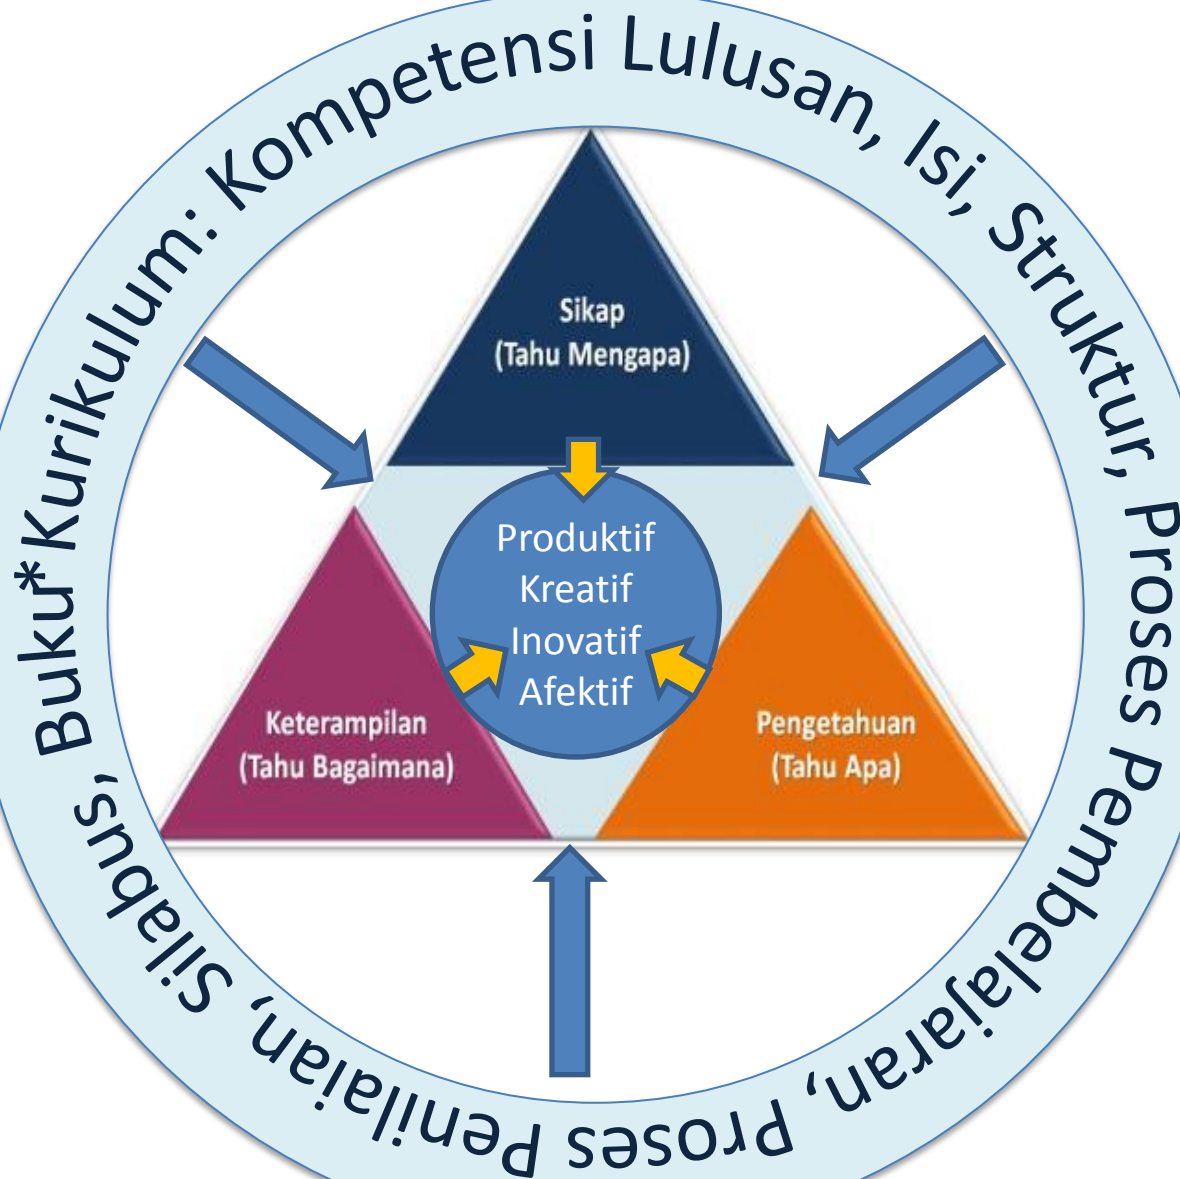 Kurikulum: Kompetensi Lulusan, Isi, Struktur, Proses Pembelajaran, Proses Penilaian, Silabus, Buku*
Sikap
(Tahu Mengapa)
Produktif
Kreatif
Inovatif
Afektif
Keterampilan
(Tahu Bagaimana)
Pengetahuan
(Tahu Apa)